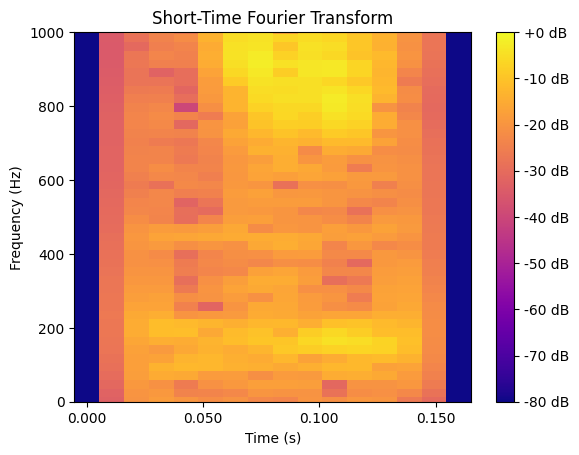 Short-Time Fourier Transform
1000
800
600
400
200
0
Frequency (Hz)
0.000
0.050
0.100
0.150
Time (s)
+0 dB
-10 dB
-20 dB
-30 dB
-40 dB
-50 dB
-60 dB
-70 dB
-80 dB